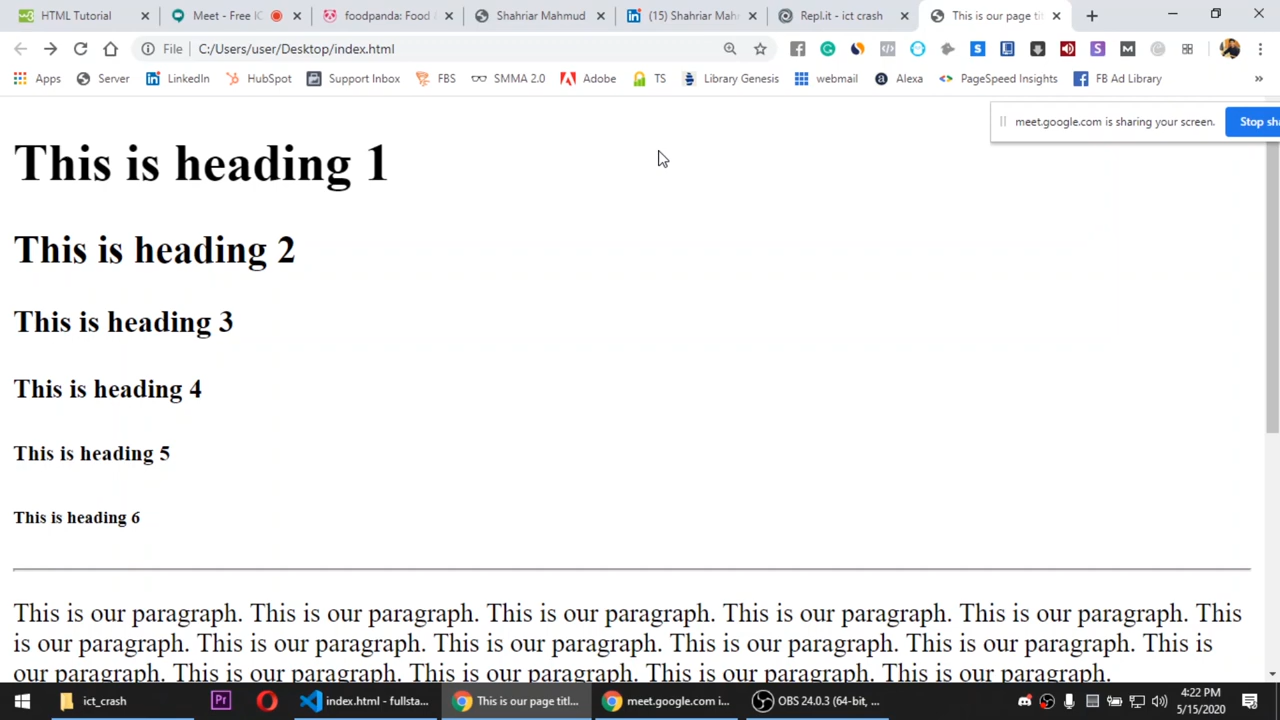 HTML Tutorial
Meet - Free IC
foodpanda: Food
Shahriar Mahmud
(15) Shahriar Mah
Repl.it - ict crash
This is our page tit
File
C:/Users/user/Desktop/index.html
Apps
Server
LinkedIn
HubSpot
Support Inbox
FBS
SMMA 2.0
Adobe
TS
Library Genesis
webmail
Alexa
PageSpeed Insights
FB Ad Library
»
meet.google.com is sharing your screen.
Stop sha
This is heading 1
This is heading 2
This is heading 3
This is heading 4
This is heading 5
This is heading 6
This is our paragraph. This is our paragraph. This is our paragraph. This is our paragraph. This is our paragraph. This
is our paragraph. This is our paragraph. This is our paragraph. This is our paragraph. This is our paragraph. This is
our paragraph. This is our paragraph. This is our paragraph. This is our paragraph. This is our paragraph.
ict_crash
Pr
index.html - fullsta...
This is our page titl...
meet.google.com i...
OBS 24.0.3 (64-bit, ...
4:22 PM
5/15/2020